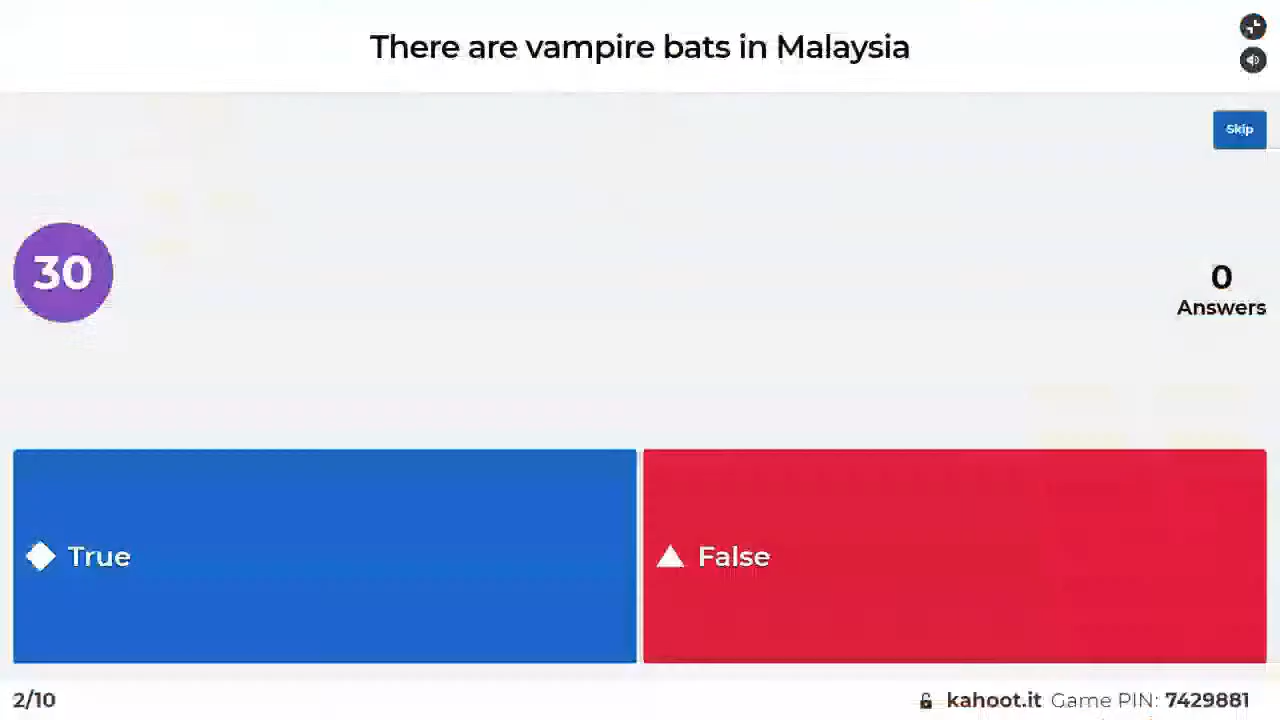 There are vampire bats in Malaysia
Skip
30
0
Answers
True
False
2/10
kahoot.it Game PIN: 7429881